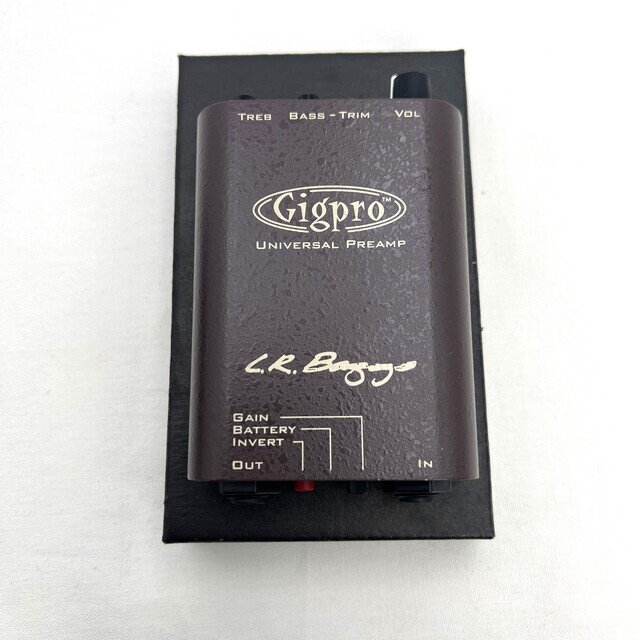 TREB BASS - TRIM VOL
Gigpro™
UNIVERSAL PREAMP
L.R. Baggs
GAIN
BATTERY
INVERT
OUT IN